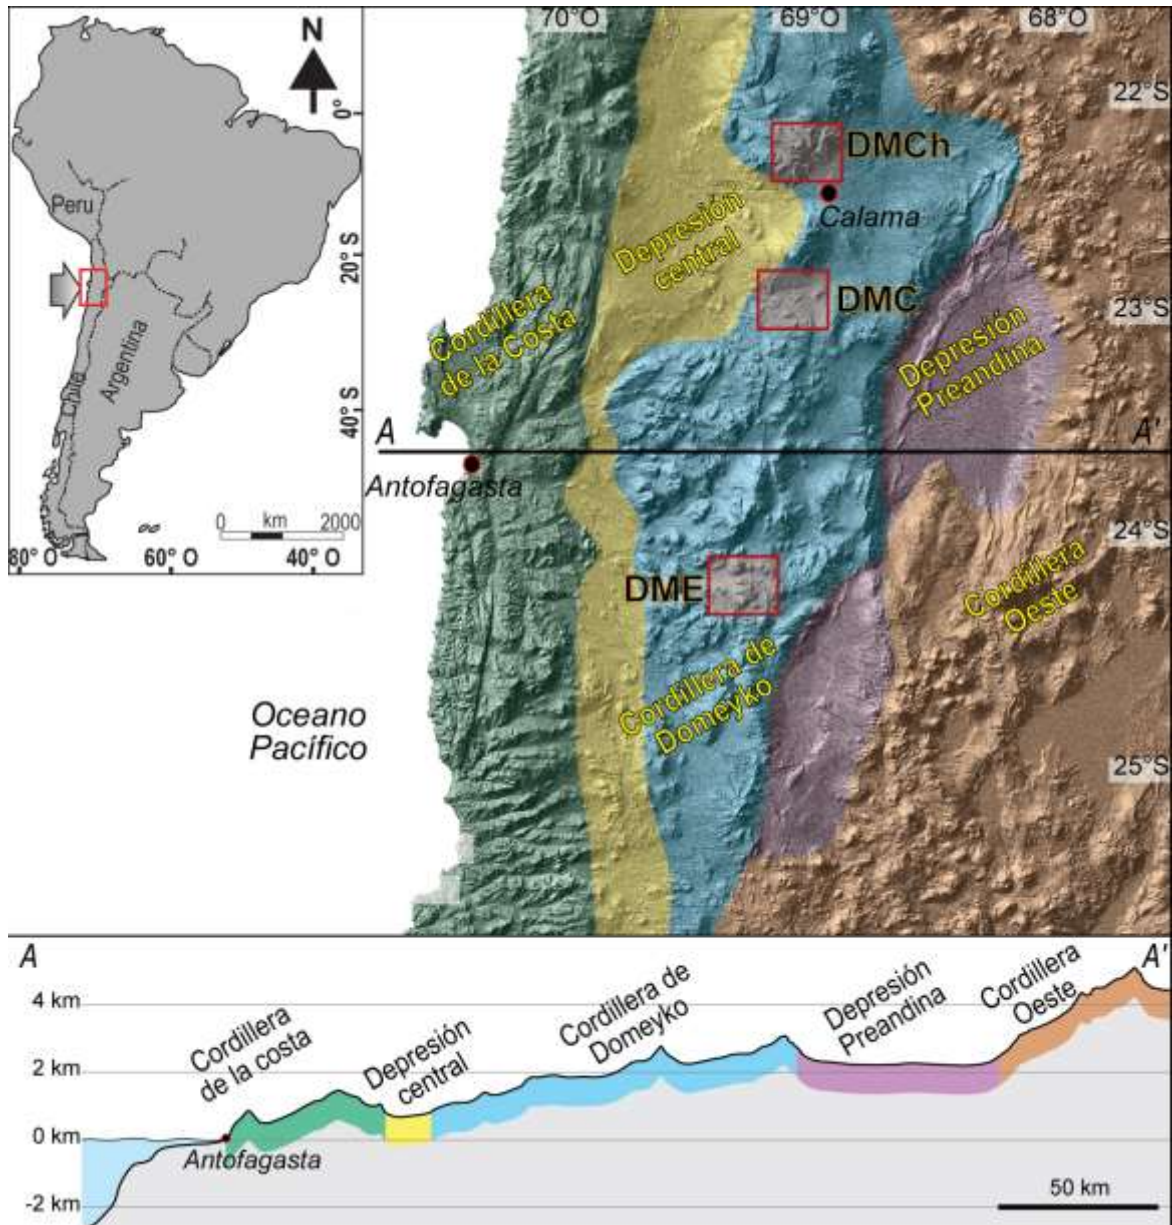 N
0°
Peru
20°S
Argentina
Chile
40°S
0 km 2000
80° O 60° O 40° O
70°O 69°O 68°O
22°S
DMCh
Calama
Depresión
central
DMC
23°S
Cordillera
de la Costa
Depresión
Preandina
A A'
Antofagasta
24°S
DME
Cordillera
Oeste
Cordillera de
Domeyko
Oceano
Pacífico
25°S
A A'
4 km
2 km
0 km
-2 km
Cordillera
de la costa
Depresión
central
Cordillera de
Domeyko
Depresión
Preandina
Cordillera
Oeste
Antofagasta
50 km